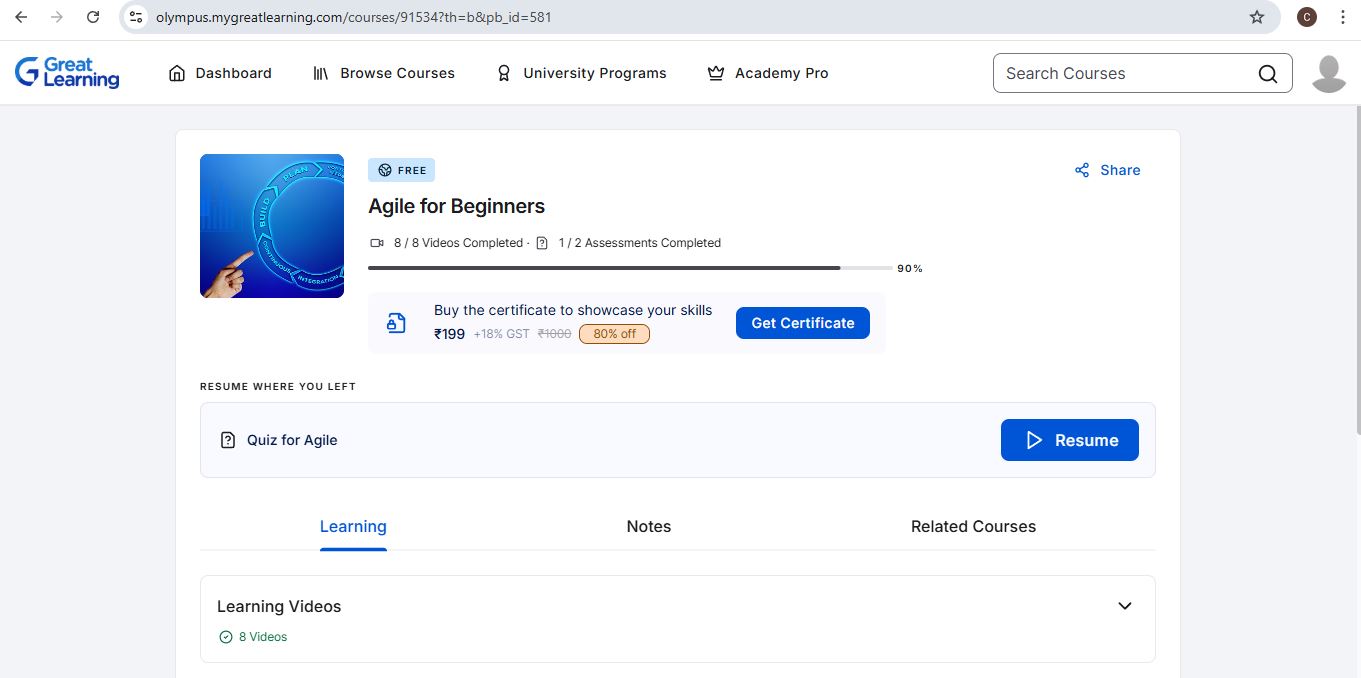 olympus.mygreatlearning.com/courses/91534?th=b&pb_id=581
C
Great
Learning
Dashboard
Browse Courses
University Programs
Academy Pro
Search Courses
PLAN
BUILD
CONTINUOUS
INTEGRATION
FREE
Share
Agile for Beginners
8 / 8 Videos Completed · 1 / 2 Assessments Completed
90%
Buy the certificate to showcase your skills
₹199 +18% GST ₹1000 80% off
Get Certificate
RESUME WHERE YOU LEFT
Quiz for Agile
Resume
Learning
Notes
Related Courses
Learning Videos
8 Videos